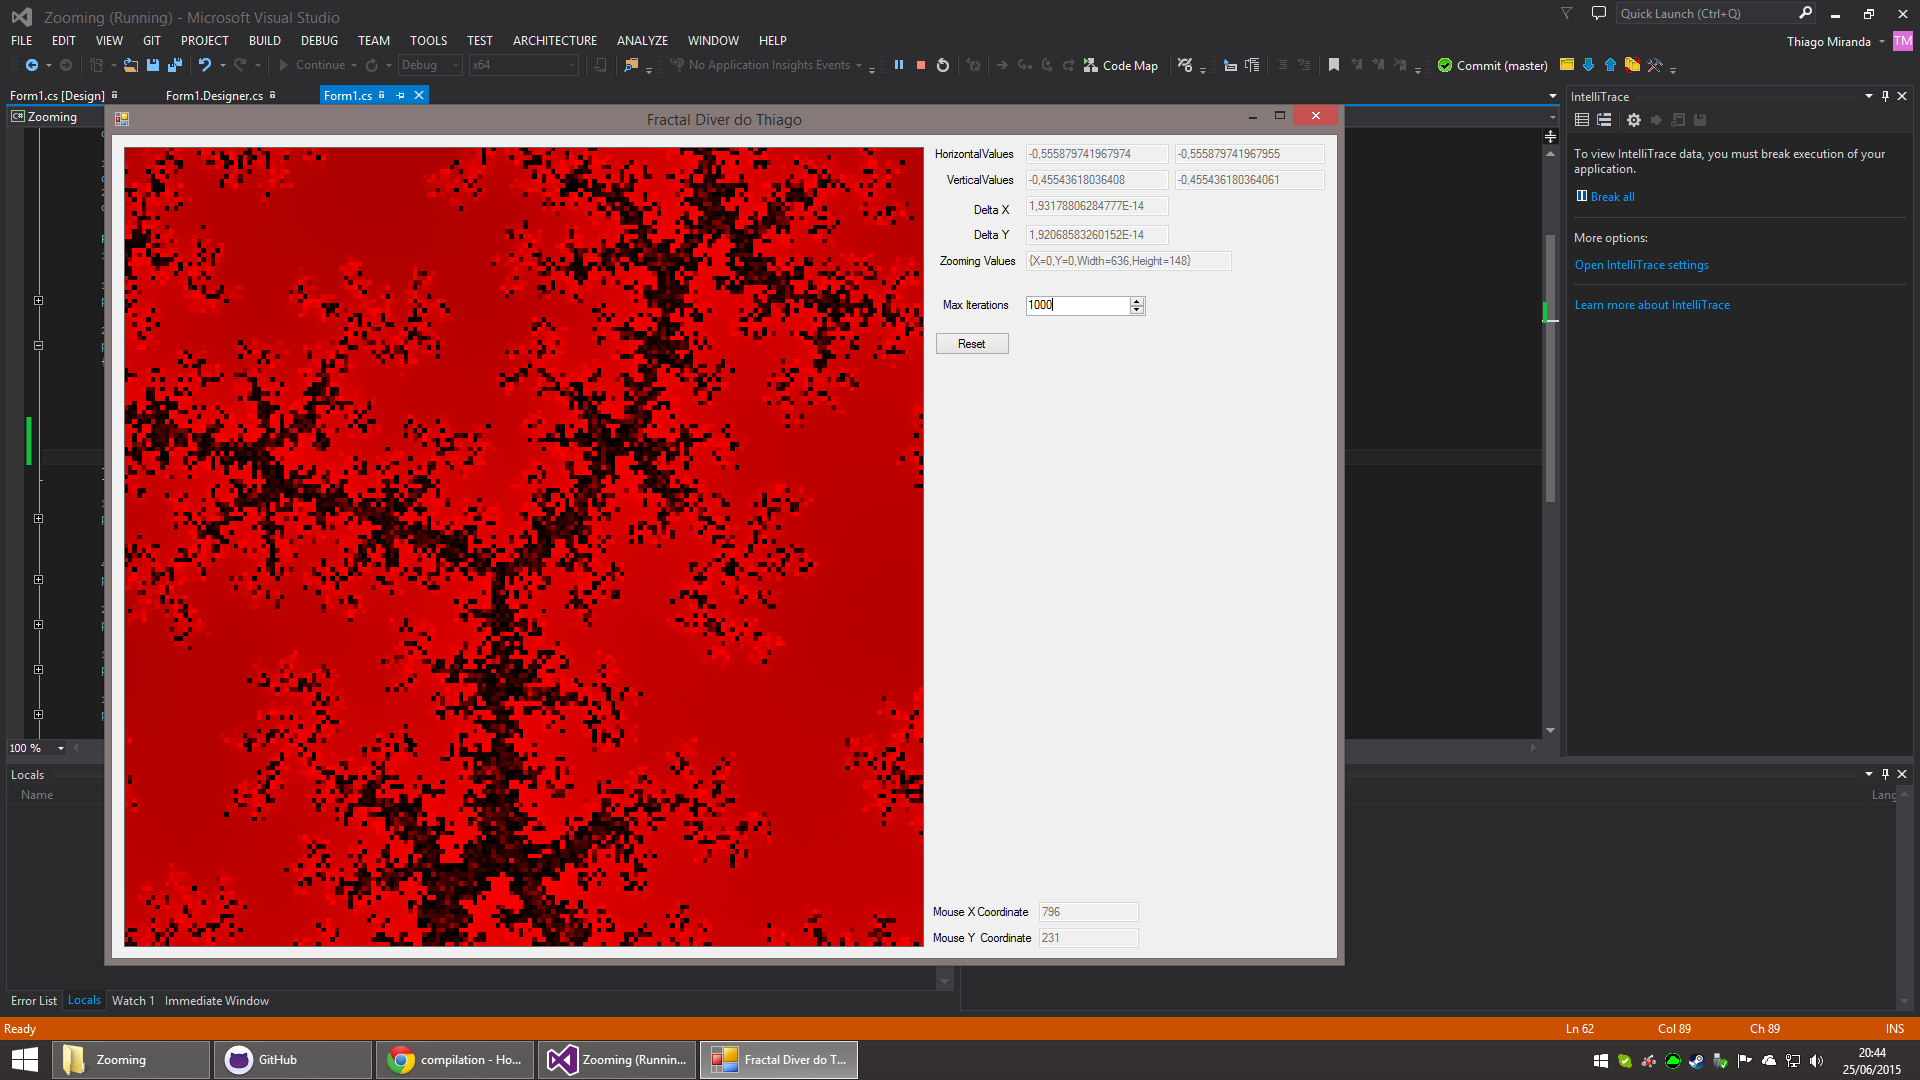 Zooming (Running) - Microsoft Visual Studio
Quick Launch (Ctrl+Q)
FILE EDIT VIEW GIT PROJECT BUILD DEBUG TEAM TOOLS TEST ARCHITECTURE ANALYZE WINDOW HELP
Thiago Miranda TM
Continue Debug x64 No Application Insights Events Code Map Commit (master)
Form1.cs [Design] Form1.Designer.cs Form1.cs
IntelliTrace
C# Zooming
Fractal Diver do Thiago
HorizontalValues -0,555879741967974 -0,555879741967955
VerticalValues -0,45543618036408 -0,455436180364061
Delta X 1,93178806284777E-14
Delta Y 1,92068583260152E-14
Zooming Values {X=0,Y=0,Width=636,Height=148}
Max Iterations 1000
Reset
Mouse X Coordinate 796
Mouse Y Coordinate 231
To view IntelliTrace data, you must break execution of your
application.
Break all
More options:
Open IntelliTrace settings
Learn more about IntelliTrace
100 %
Locals
Name
Lang
Error List Locals Watch 1 Immediate Window
Ready Ln 62 Col 89 Ch 89 INS
Zooming GitHub compilation - Ho... Zooming (Runnin... Fractal Diver do T...
20:44
25/06/2015